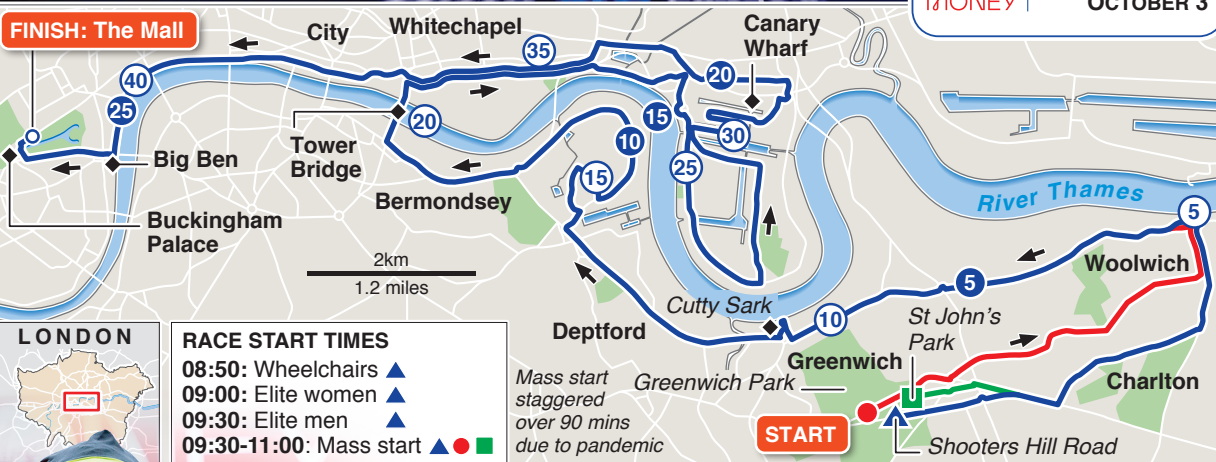 MONEY
OCTOBER 3
FINISH: The Mall
City
Whitechapel
Canary
Wharf
35
20
40
25
20
15
10
30
Tower
Bridge
15
25
Big Ben
Bermondsey
River Thames
Buckingham
Palace
5
2km
1.2 miles
Woolwich
5
Cutty Sark
10
St John's
Park
Deptford
Greenwich
Greenwich Park
Charlton
START
Shooters Hill Road
Mass start
staggered
over 90 mins
due to pandemic
LONDON
RACE START TIMES
08:50: Wheelchairs
09:00: Elite women
09:30: Elite men
09:30-11:00: Mass start